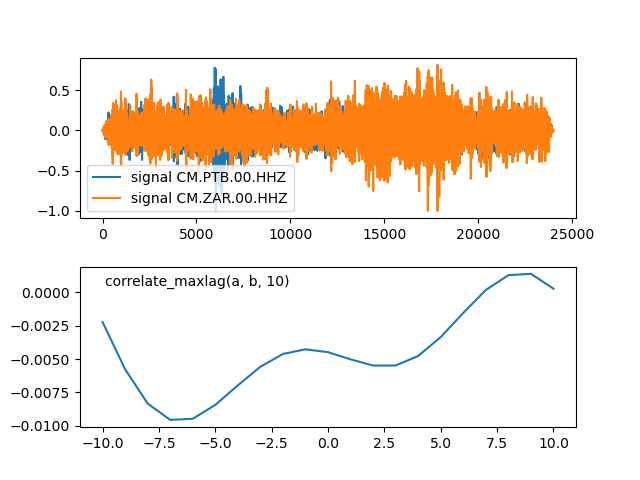 0.5
0.0
−0.5
−1.0
signal CM.PTB.00.HHZ
signal CM.ZAR.00.HHZ
0 5000 10000 15000 20000 25000
correlate_maxlag(a, b, 10)
0.0000
−0.0025
−0.0050
−0.0075
−0.0100
−10.0 −7.5 −5.0 −2.5 0.0 2.5 5.0 7.5 10.0